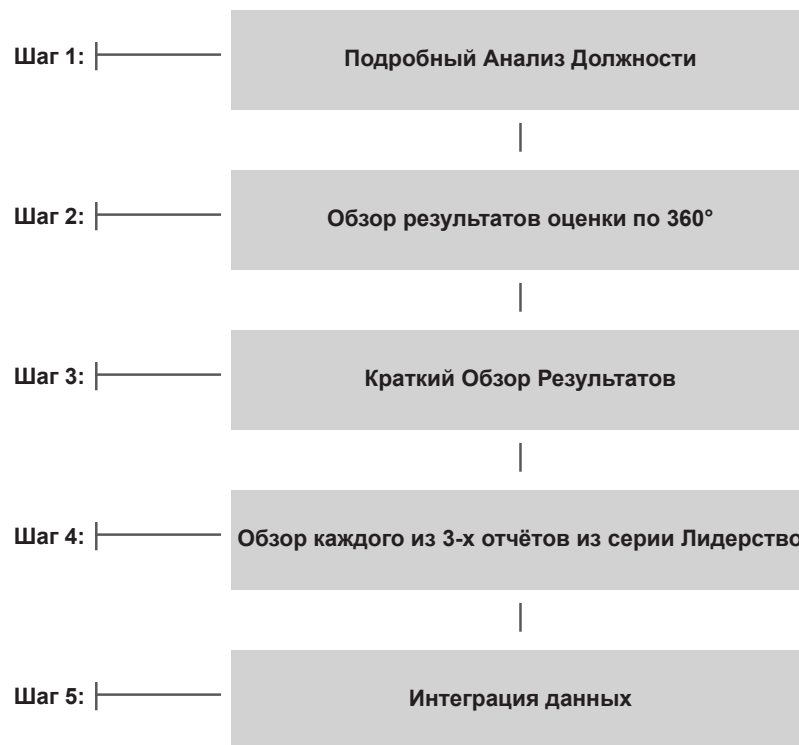 Шаг 1: Подробный Анализ Должности
Шаг 2: Обзор результатов оценки по 360°
Шаг 3: Краткий Обзор Результатов
Шаг 4: Обзор каждого из 3-х отчётов из серии Лидерство
Шаг 5: Интеграция данных